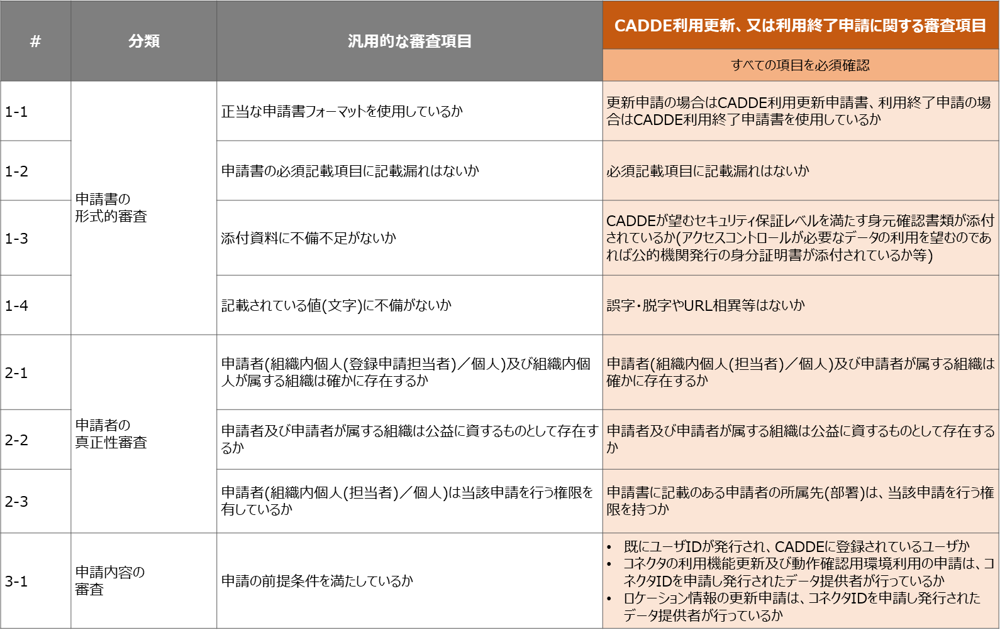 #
分類
汎用的な審査項目
CADDE利用更新、又は利用終了申請に関する審査項目
すべての項目を必須確認
1-1
申請書の
形式的審査
正当な申請書フォーマットを使用しているか
更新申請の場合はCADDE利用更新申請書、利用終了申請の場
合はCADDE利用終了申請書を使用しているか
1-2
申請書の必須記載項目に記載漏れはないか
必須記載項目に記載漏れはないか
1-3
添付資料に不備不足がないか
CADDEが望むセキュリティ保証レベルを満たす身元確認書類が添付
されているか(アクセスコントロールが必要なデータの利用を望むのであ
れば公的機関発行の身分証明書が添付されているか等)
1-4
記載されている値(文字)に不備がないか
誤字・脱字やURL相異等はないか
2-1
申請者の
真正性審査
申請者(組織内個人(登録申請担当者)／個人)及び組織内個
人が属する組織は確かに存在するか
申請者(組織内個人(担当者)／個人)及び申請者が属する組織は
確かに存在するか
2-2
申請者及び申請者が属する組織は公益に資するものとして存在す
るか
申請者及び申請者が属する組織は公益に資するものとして存在する
か
2-3
申請者(組織内個人(担当者)／個人)は当該申請を行う権限を
有しているか
申請書に記載のある申請者の所属先(部署)は、当該申請を行う権
限を持つか
3-1
申請内容の
審査
申請の前提条件を満たしているか
• 既にユーザIDが発行され、CADDEに登録されているユーザか
• コネクタの利用機能更新及び動作確認用環境利用の申請は、コ
ネクタIDを申請し発行されたデータ提供者が行っているか
• ロケーション情報の更新申請は、コネクタIDを申請し発行された
データ提供者が行っているか